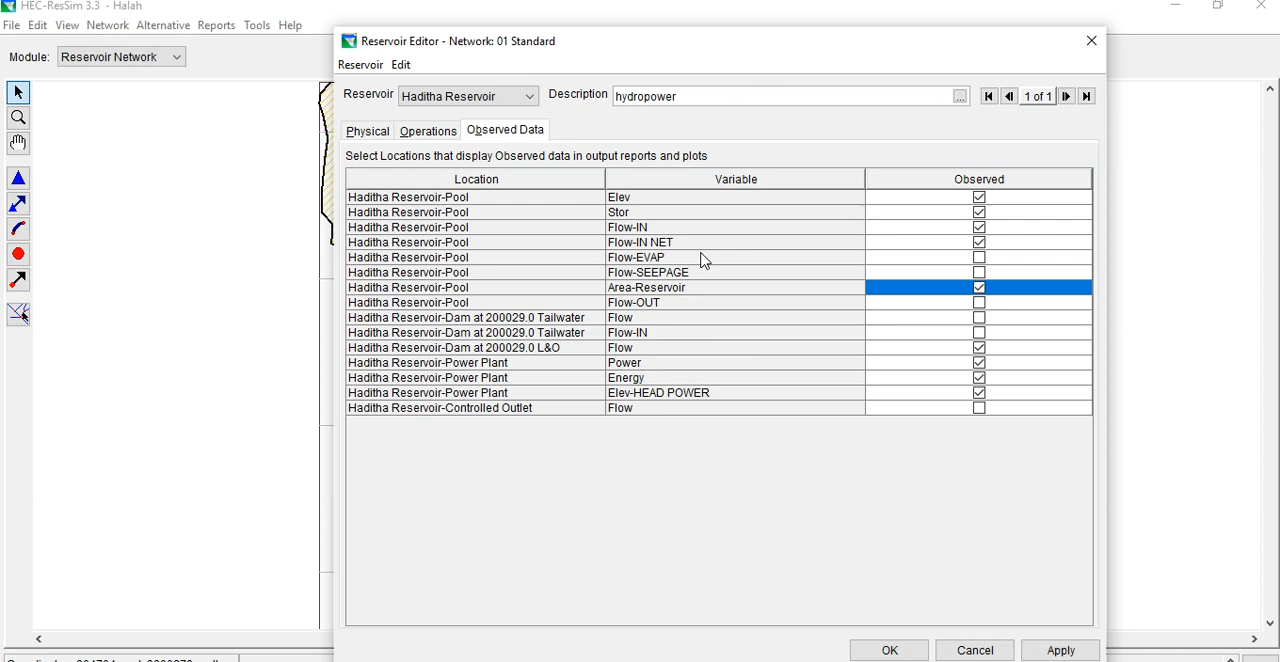 HEC-ResSim 3.3 - Halah
File Edit View Network Alternative Reports Tools Help
Module: Reservoir Network
Reservoir Editor - Network: 01 Standard
Reservoir Edit
Reservoir Haditha Reservoir Description hydropower ... 1 of 1
Physical Operations Observed Data
Select Locations that display Observed data in output reports and plots
Location Variable Observed
Haditha Reservoir-Pool Elev
Haditha Reservoir-Pool Stor
Haditha Reservoir-Pool Flow-IN
Haditha Reservoir-Pool Flow-IN NET
Haditha Reservoir-Pool Flow-EVAP
Haditha Reservoir-Pool Flow-SEEPAGE
Haditha Reservoir-Pool Area-Reservoir
Haditha Reservoir-Pool Flow-OUT
Haditha Reservoir-Dam at 200029.0 Tailwater Flow
Haditha Reservoir-Dam at 200029.0 Tailwater Flow-IN
Haditha Reservoir-Dam at 200029.0 L&O Flow
Haditha Reservoir-Power Plant Power
Haditha Reservoir-Power Plant Energy
Haditha Reservoir-Power Plant Elev-HEAD POWER
Haditha Reservoir-Controlled Outlet Flow
OK Cancel Apply